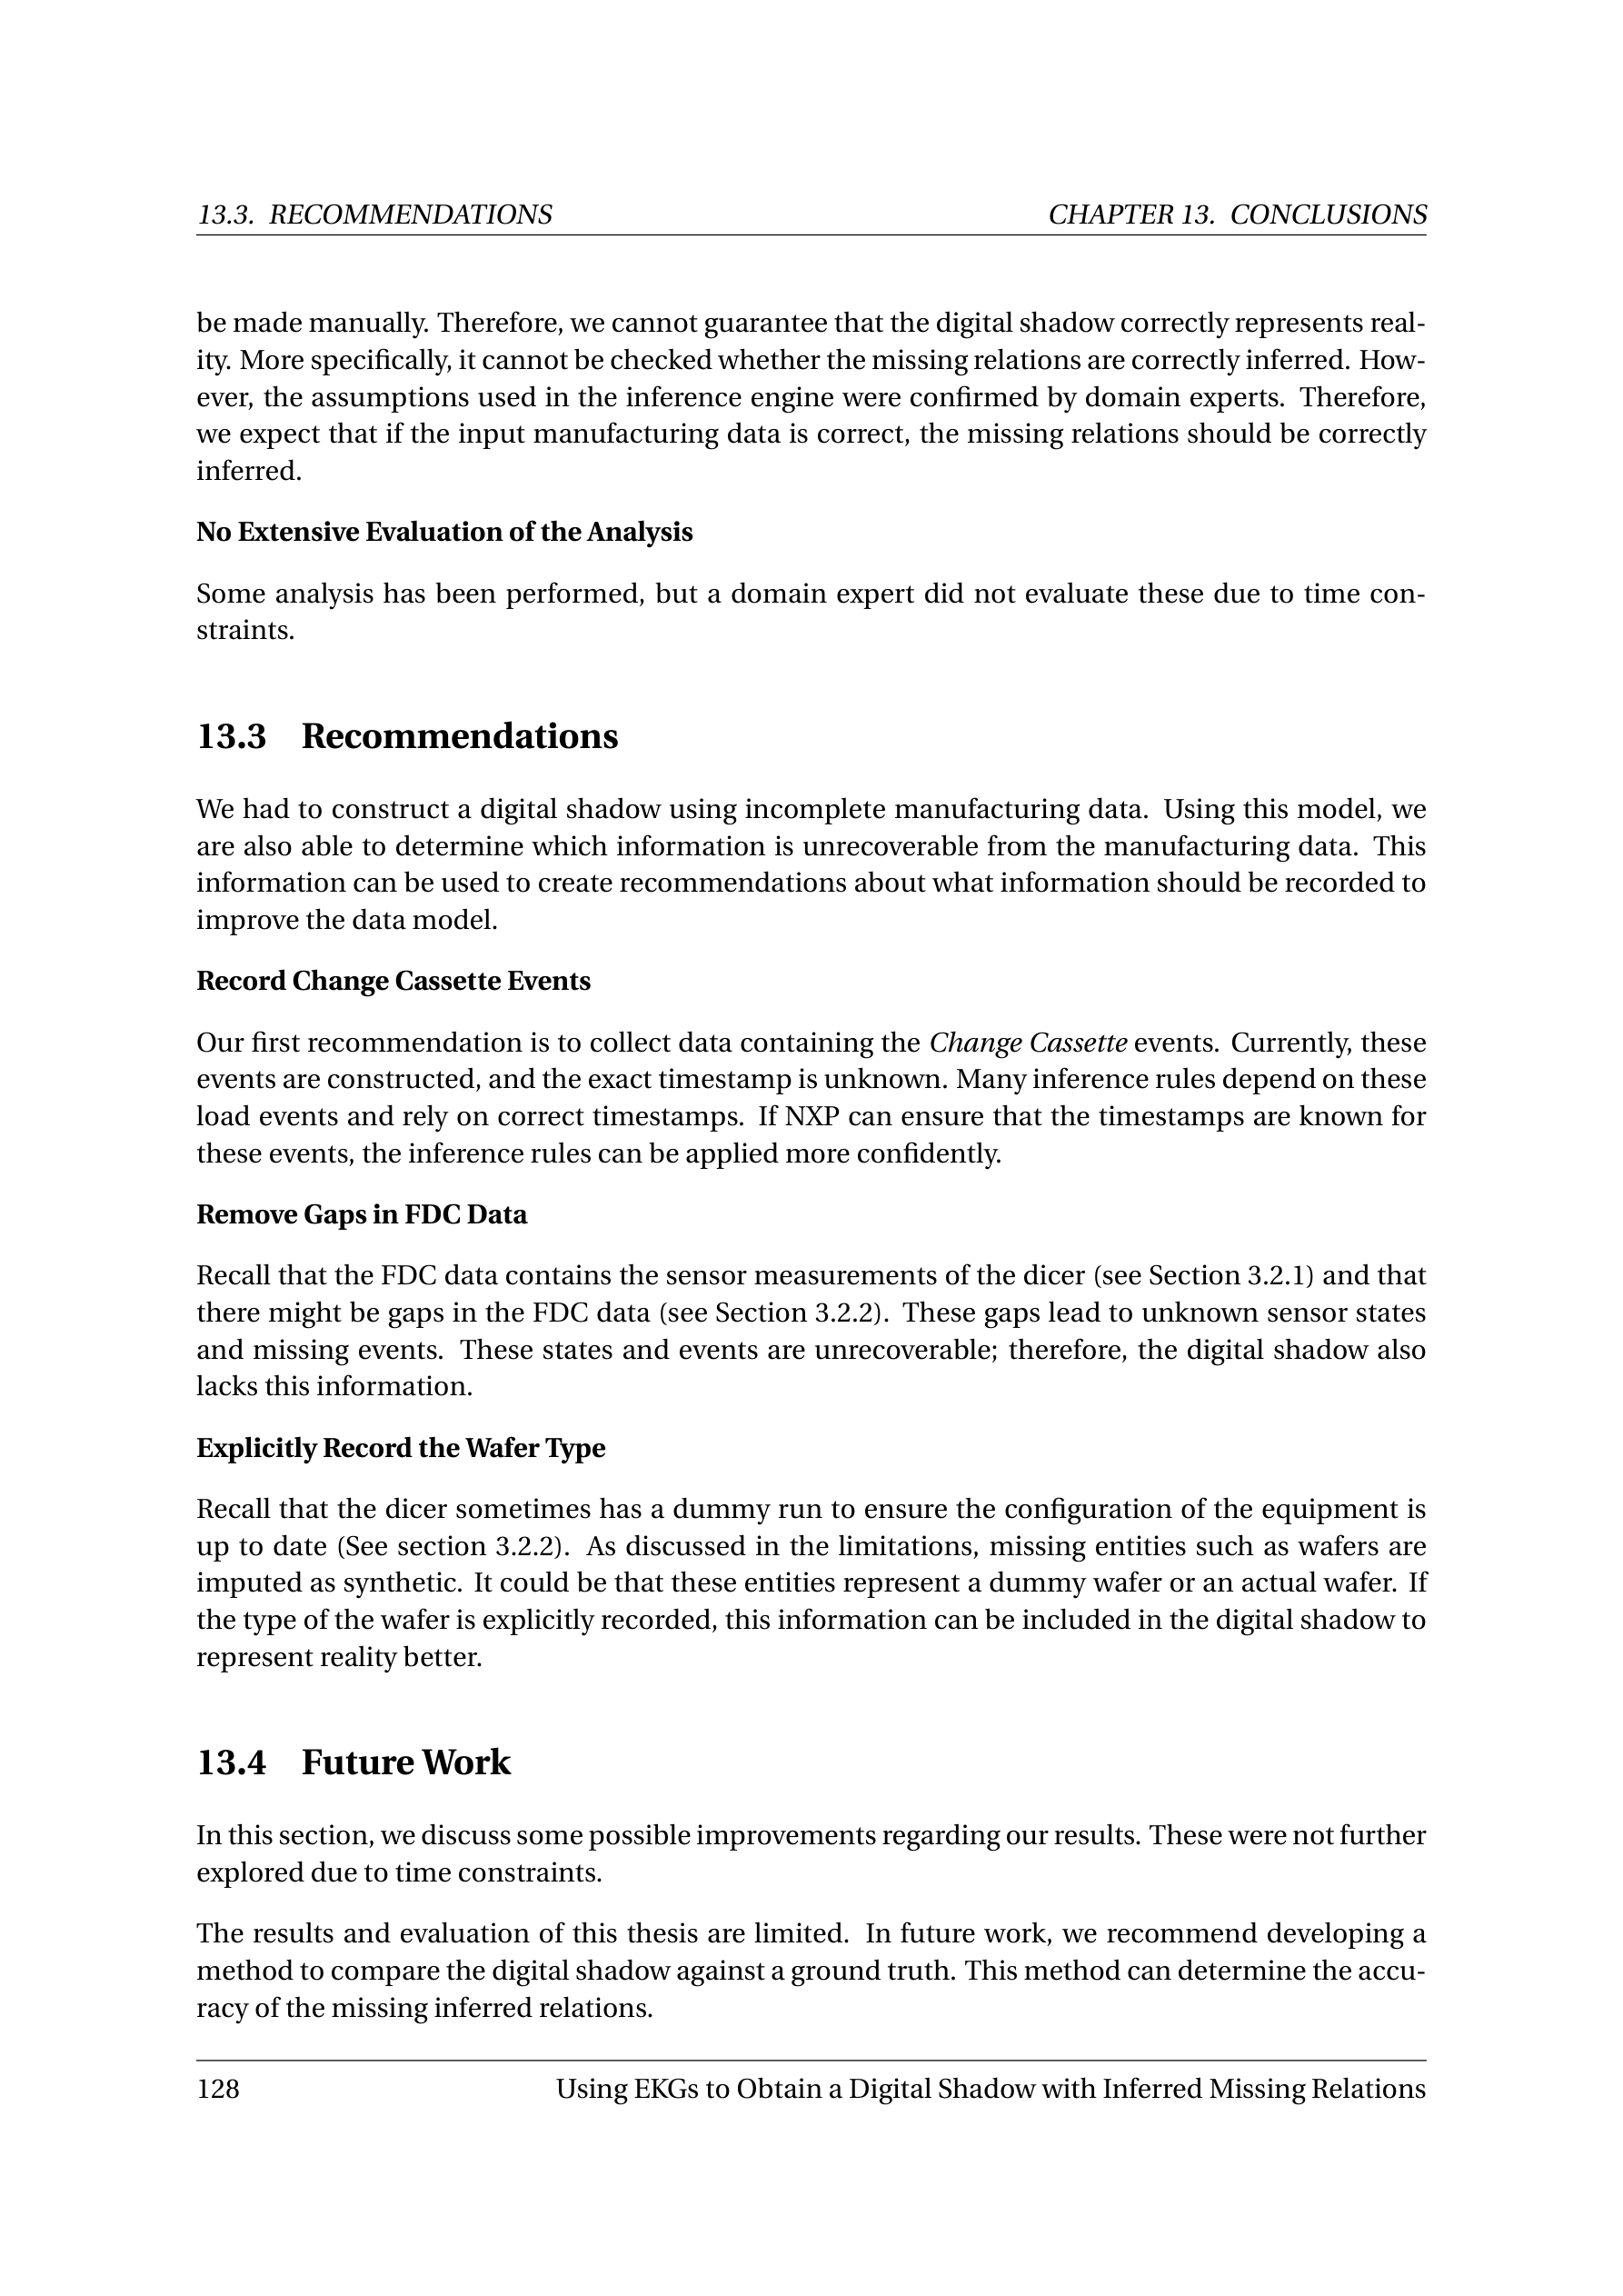 13.3. RECOMMENDATIONS CHAPTER 13. CONCLUSIONS
be made manually. Therefore, we cannot guarantee that the digital shadow correctly represents real-
ity. More specifically, it cannot be checked whether the missing relations are correctly inferred. How-
ever, the assumptions used in the inference engine were confirmed by domain experts. Therefore,
we expect that if the input manufacturing data is correct, the missing relations should be correctly
inferred.
No Extensive Evaluation of the Analysis
Some analysis has been performed, but a domain expert did not evaluate these due to time con-
straints.
13.3 Recommendations
We had to construct a digital shadow using incomplete manufacturing data. Using this model, we
are also able to determine which information is unrecoverable from the manufacturing data. This
information can be used to create recommendations about what information should be recorded to
improve the data model.
Record Change Cassette Events
Our first recommendation is to collect data containing the Change Cassette events. Currently, these
events are constructed, and the exact timestamp is unknown. Many inference rules depend on these
load events and rely on correct timestamps. If NXP can ensure that the timestamps are known for
these events, the inference rules can be applied more confidently.
Remove Gaps in FDC Data
Recall that the FDC data contains the sensor measurements of the dicer (see Section 3.2.1) and that
there might be gaps in the FDC data (see Section 3.2.2). These gaps lead to unknown sensor states
and missing events. These states and events are unrecoverable; therefore, the digital shadow also
lacks this information.
Explicitly Record the Wafer Type
Recall that the dicer sometimes has a dummy run to ensure the configuration of the equipment is
up to date (See section 3.2.2). As discussed in the limitations, missing entities such as wafers are
imputed as synthetic. It could be that these entities represent a dummy wafer or an actual wafer. If
the type of the wafer is explicitly recorded, this information can be included in the digital shadow to
represent reality better.
13.4 Future Work
In this section, we discuss some possible improvements regarding our results. These were not further
explored due to time constraints.
The results and evaluation of this thesis are limited. In future work, we recommend developing a
method to compare the digital shadow against a ground truth. This method can determine the accu-
racy of the missing inferred relations.
128 Using EKGs to Obtain a Digital Shadow with Inferred Missing Relations